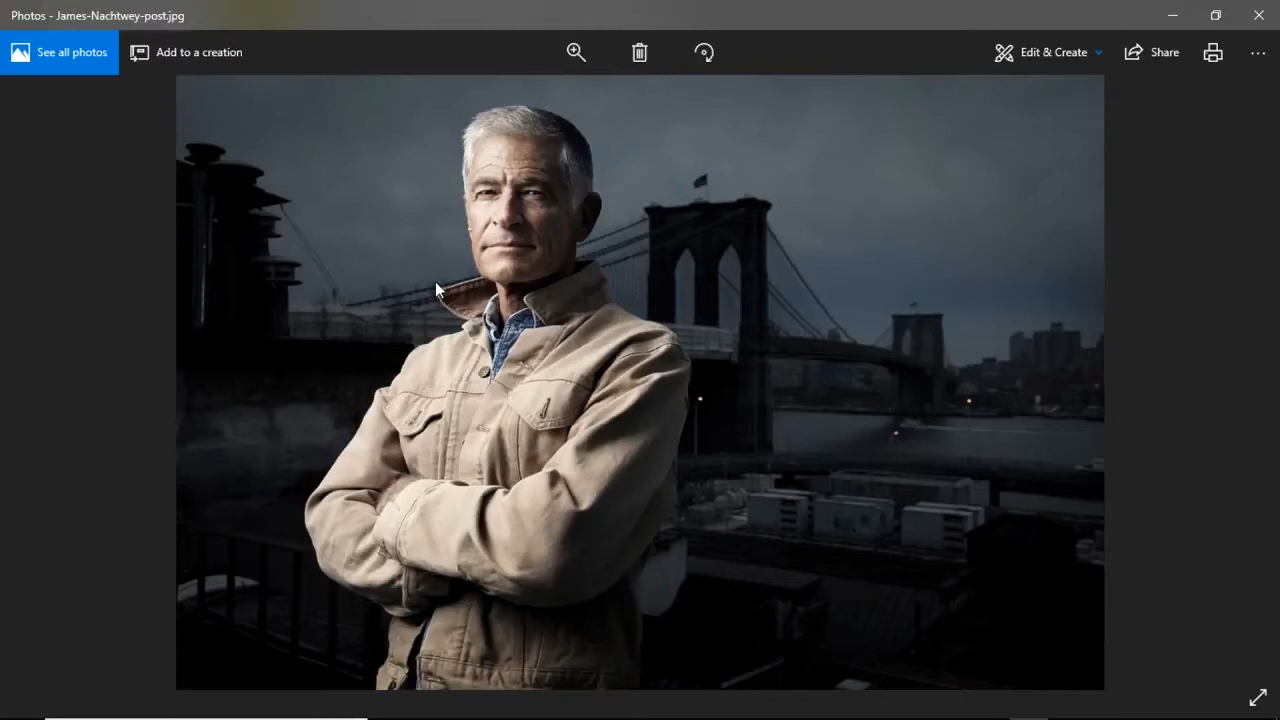 Photos - James-Nachtwey-post.jpg
See all photos
Add to a creation
Edit & Create
Share